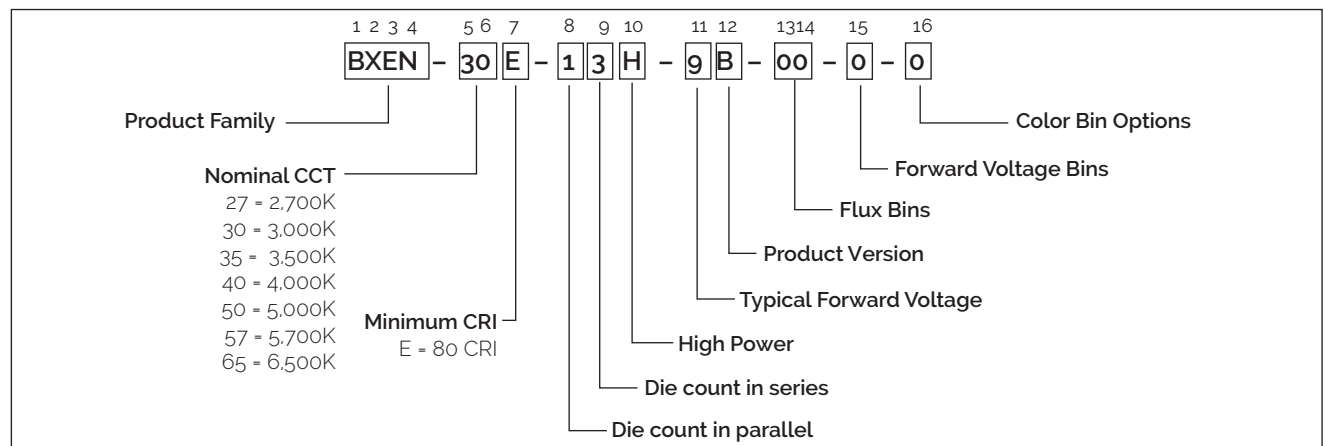 1 2 3 4 5 6 7 8 9 10 11 12 1314 15 16
BXEN – 30 E – 1 3 H – 9 B – 00 – 0 – 0
Product Family
Color Bin Options
Nominal CCT
27 = 2,700K
30 = 3,000K
35 = 3,500K
40 = 4,000K
50 = 5,000K
57 = 5,700K
65 = 6,500K
Minimum CRI
E = 80 CRI
Forward Voltage Bins
Flux Bins
Product Version
Typical Forward Voltage
High Power
Die count in series
Die count in parallel